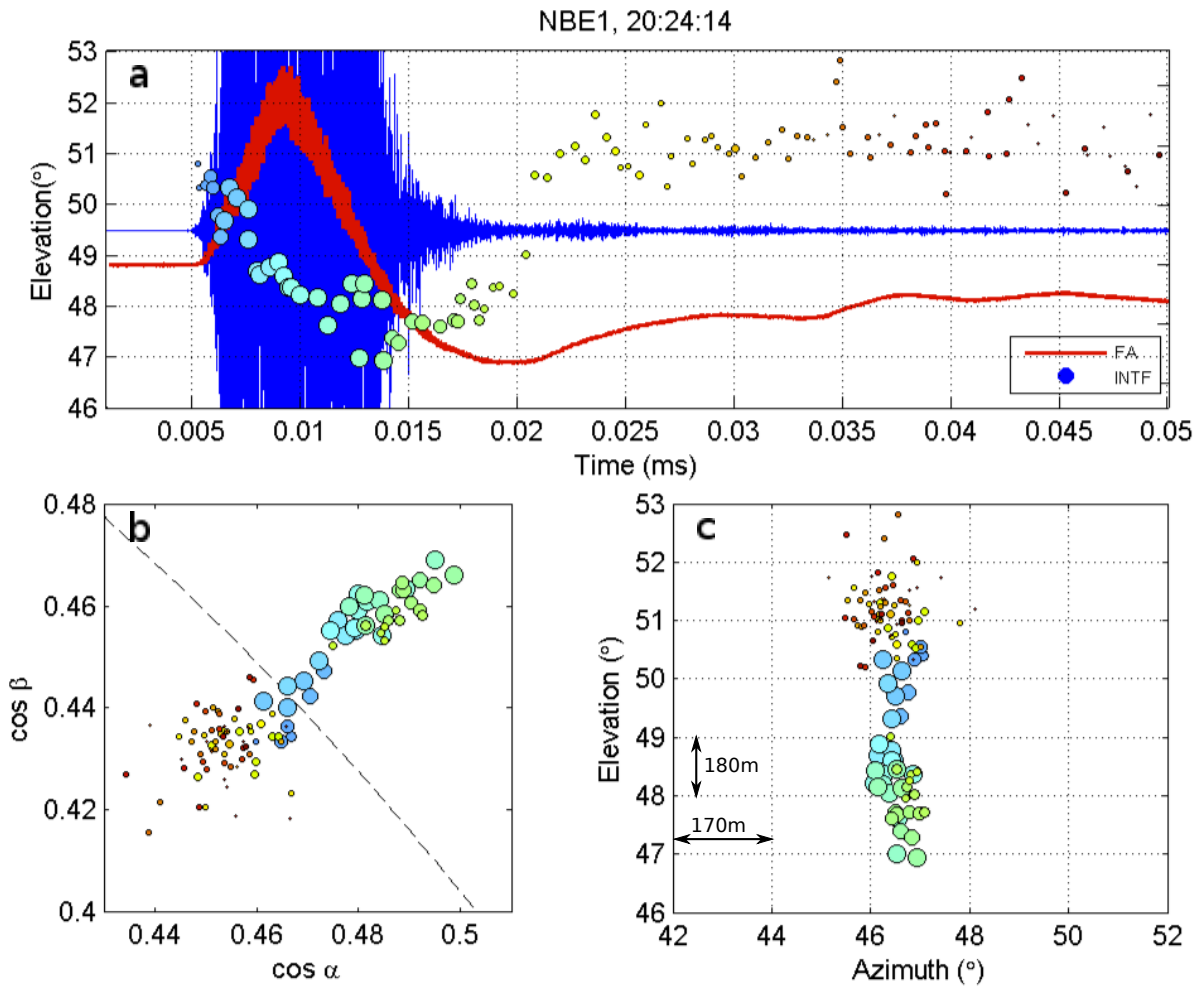 NBE1, 20:24:14
a
53
52
51
50
49
48
47
46
Elevation(°)
FA
INTF
0.005 0.01 0.015 0.02 0.025 0.03 0.035 0.04 0.045 0.05
Time (ms)
b
0.48
0.46
0.44
0.42
0.4
cos β
0.44 0.46 0.48 0.5
cos α
c
53
52
51
50
49
48
47
46
Elevation (°)
180m
170m
42 44 46 48 50 52
Azimuth (°)